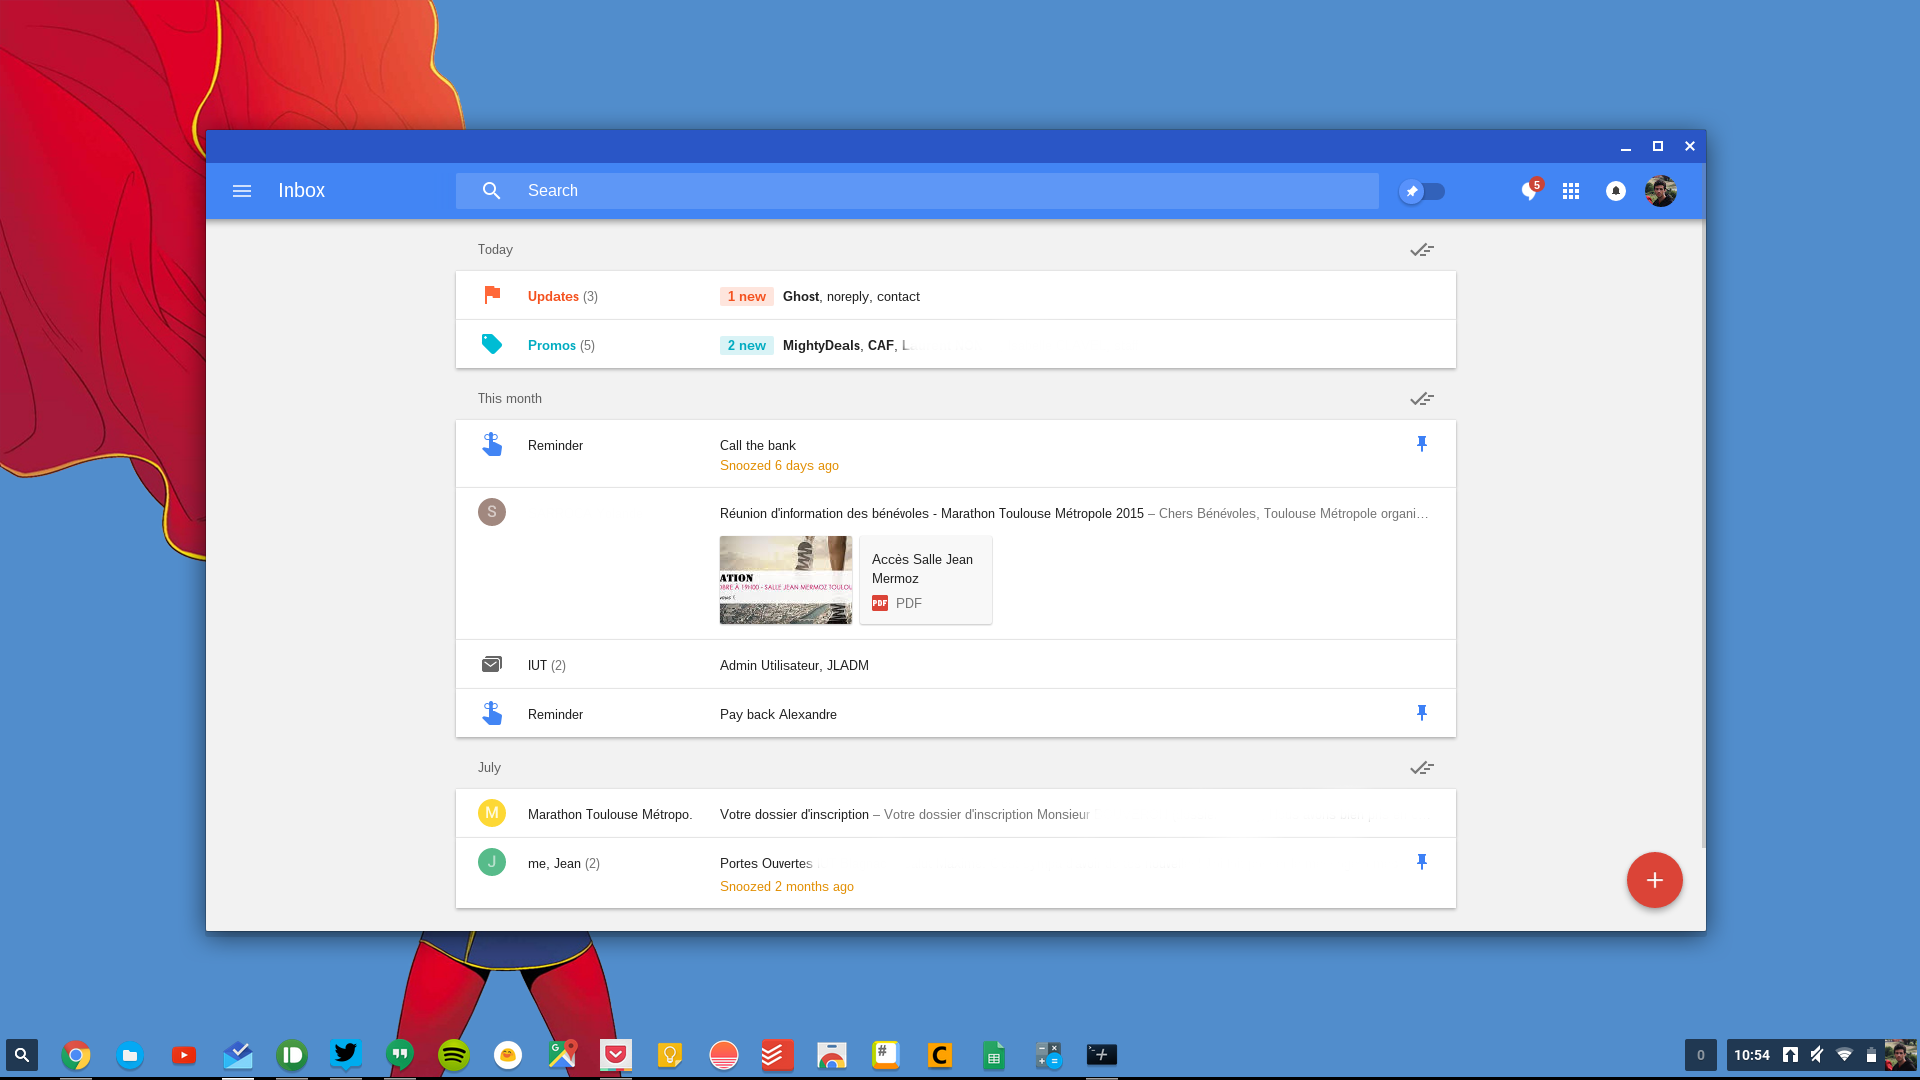 Inbox
Search
5
Today
Updates (3)
1 new Ghost, noreply, contact
Promos (5)
2 new MightyDeals, CAF, L
This month
Reminder
Call the bank
Snoozed 6 days ago
S
Réunion d'information des bénévoles - Marathon Toulouse Métropole 2015 – Chers Bénévoles, Toulouse Métropole organi…
ATION
OBRE À 19H00 - SALLE JEAN MERMOZ TOULOU
Accès Salle Jean
Mermoz
PDF PDF
IUT (2)
Admin Utilisateur, JLADM
Reminder
Pay back Alexandre
July
M
Marathon Toulouse Métropo.
Votre dossier d'inscription – Votre dossier d'inscription Monsieur
J
me, Jean (2)
Portes Ouvertes
Snoozed 2 months ago
G
#
C
0
10:54